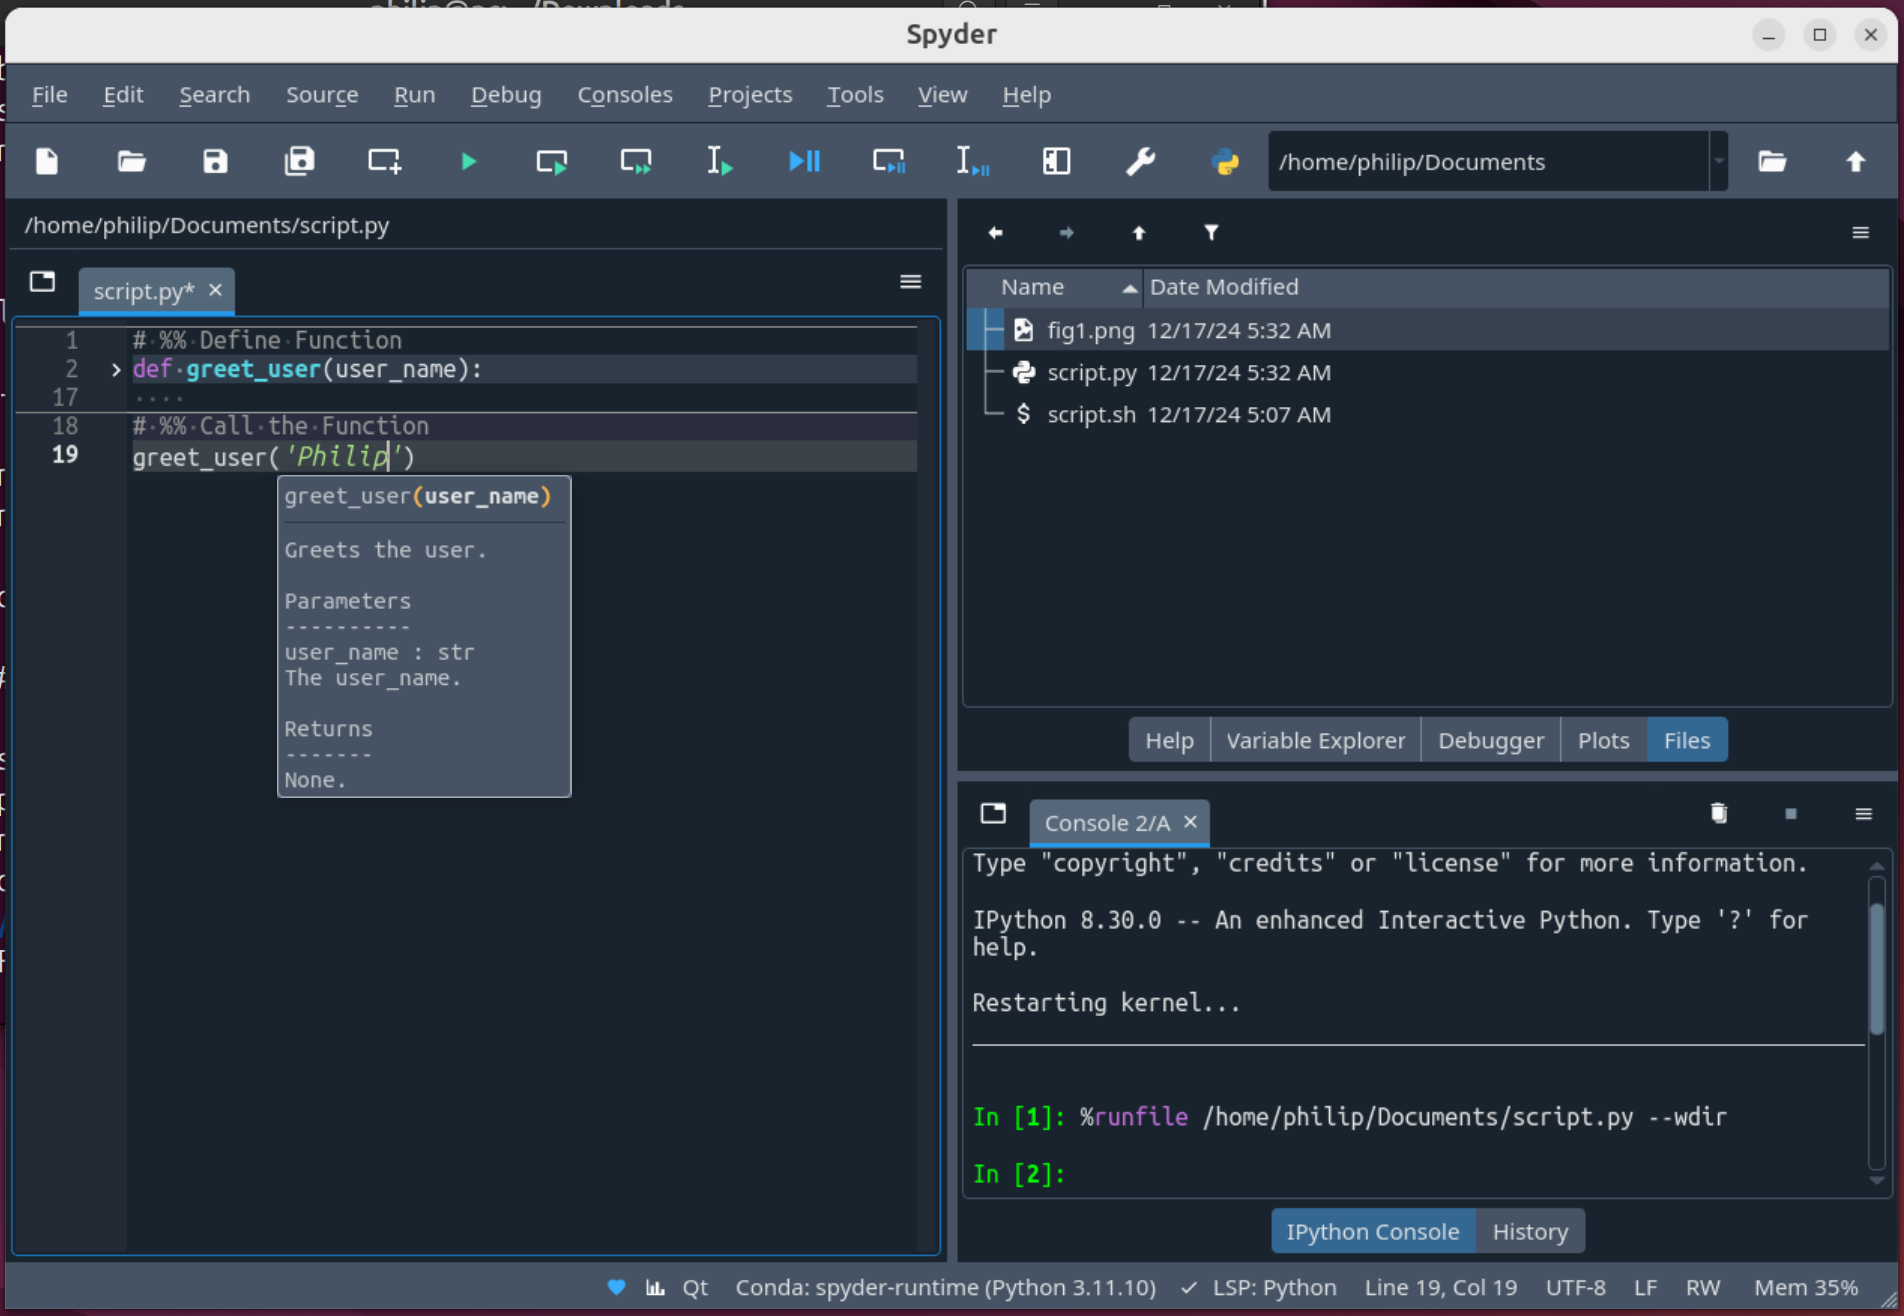 Spyder
File Edit Search Source Run Debug Consoles Projects Tools View Help
/home/philip/Documents
/home/philip/Documents/script.py
script.py*
1 # %% Define Function
2 def greet_user(user_name):
17 ....
18 # %% Call the Function
19 greet_user('Philip')
greet_user(user_name)
Greets the user.
Parameters
----------
user_name : str
The user_name.
Returns
-------
None.
Name Date Modified
fig1.png 12/17/24 5:32 AM
script.py 12/17/24 5:32 AM
script.sh 12/17/24 5:07 AM
Help Variable Explorer Debugger Plots Files
Console 2/A
Type "copyright", "credits" or "license" for more information.
IPython 8.30.0 -- An enhanced Interactive Python. Type '?' for
help.
Restarting kernel...
In [1]: %runfile /home/philip/Documents/script.py --wdir
In [2]:
IPython Console History
Qt Conda: spyder-runtime (Python 3.11.10) LSP: Python Line 19, Col 19 UTF-8 LF RW Mem 35%